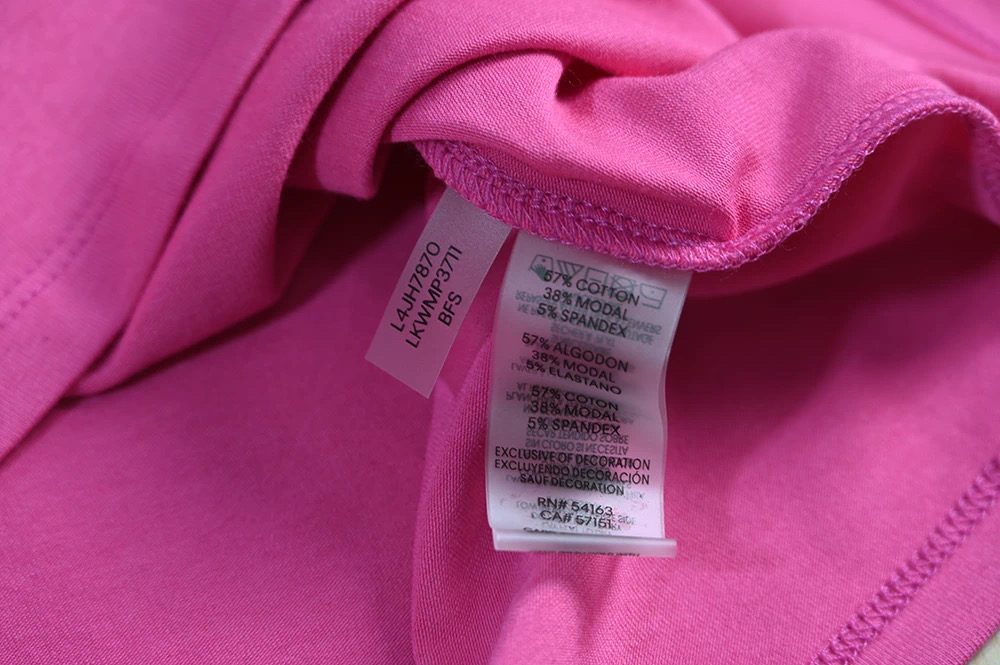 L4JH7870
LKWMP3711
BFS
57% COTTON
38% MODAL
5% SPANDEX
57% ALGODON
38% MODAL
5% ELASTANO
57% COTON
38% MODAL
5% SPANDEX
EXCLUSIVE OF DECORATION
EXCLUYENDO DECORACIÓN
SAUF DECORATION
RN# 54163
CA# 57151